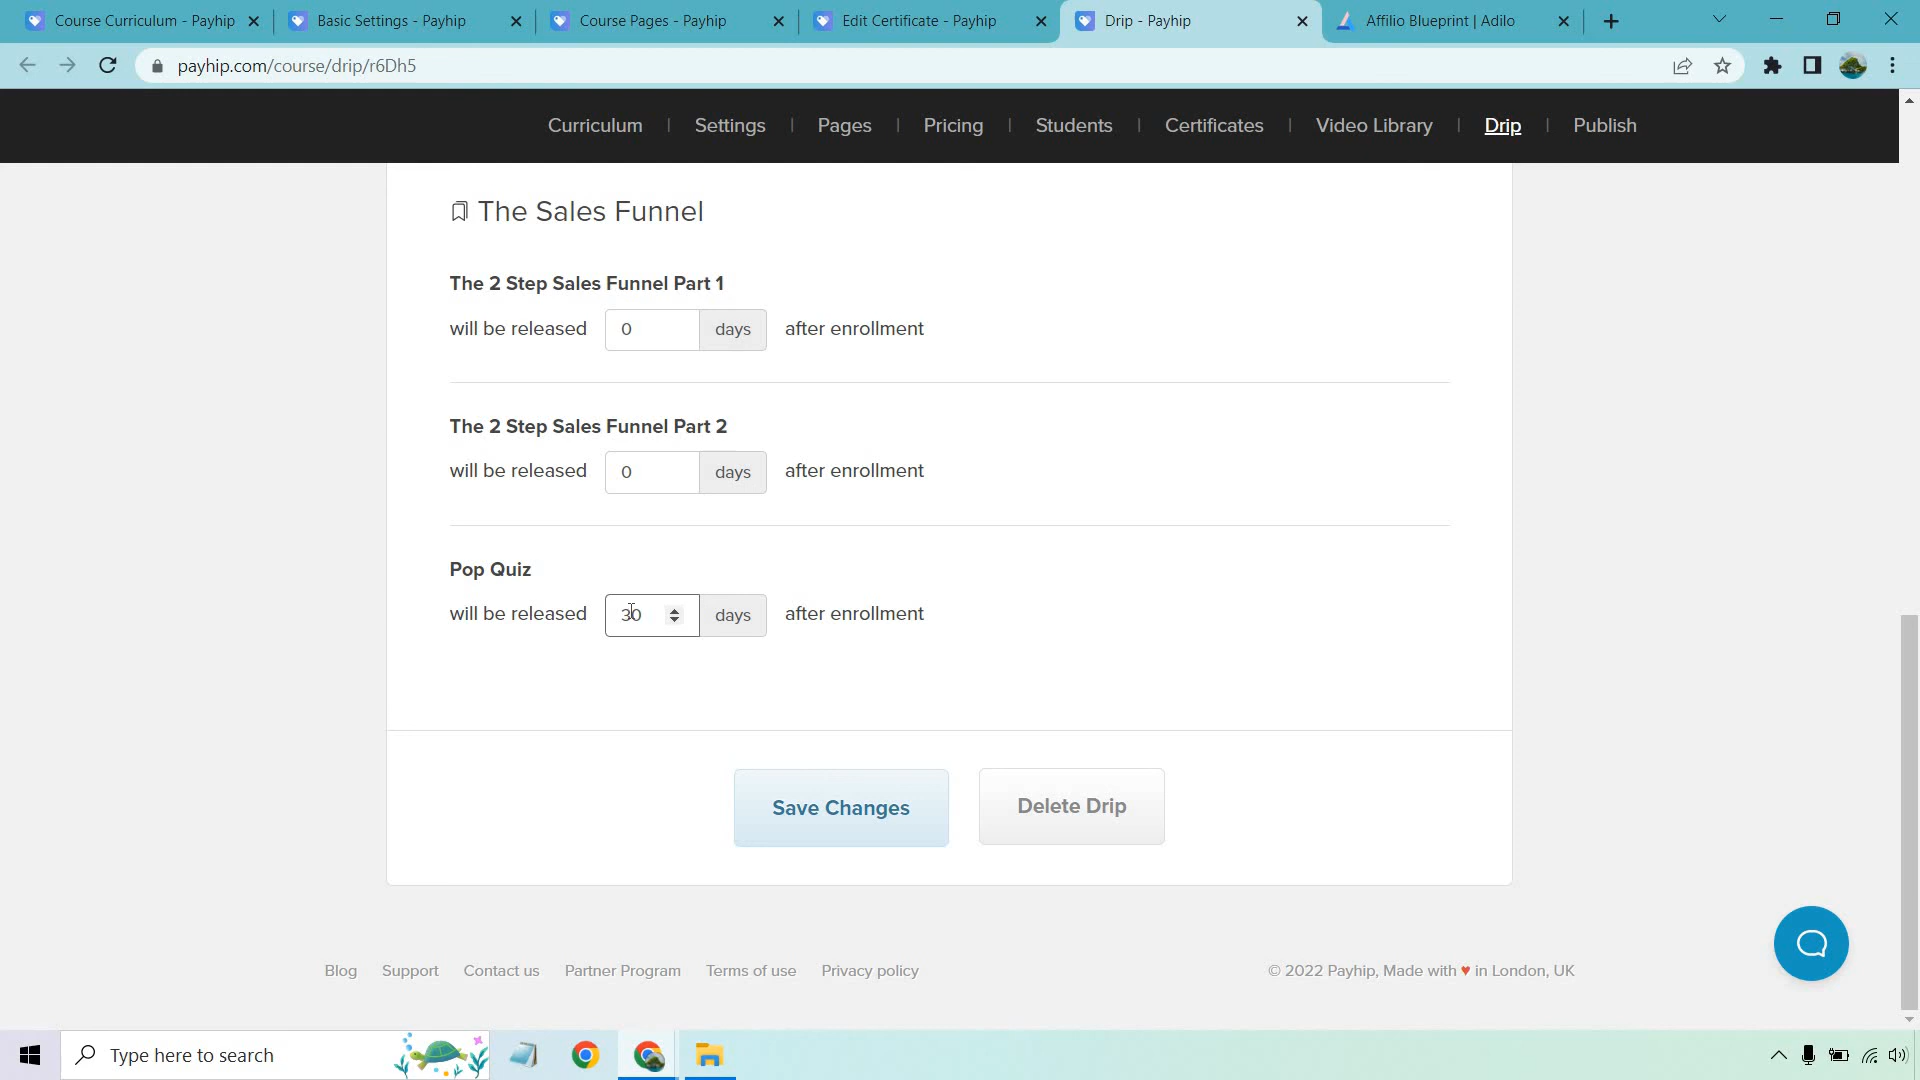 Course Curriculum - Payhip
Basic Settings - Payhip
Course Pages - Payhip
Edit Certificate - Payhip
Drip - Payhip
Affilio Blueprint | Adilo
payhip.com/course/drip/r6Dh5
Curriculum | Settings | Pages | Pricing | Students | Certificates | Video Library | Drip | Publish
The Sales Funnel
The 2 Step Sales Funnel Part 1
will be released 0 days after enrollment
The 2 Step Sales Funnel Part 2
will be released 0 days after enrollment
Pop Quiz
will be released 30 days after enrollment
Save Changes
Delete Drip
Blog Support Contact us Partner Program Terms of use Privacy policy
© 2022 Payhip, Made with ♥ in London, UK
Type here to search